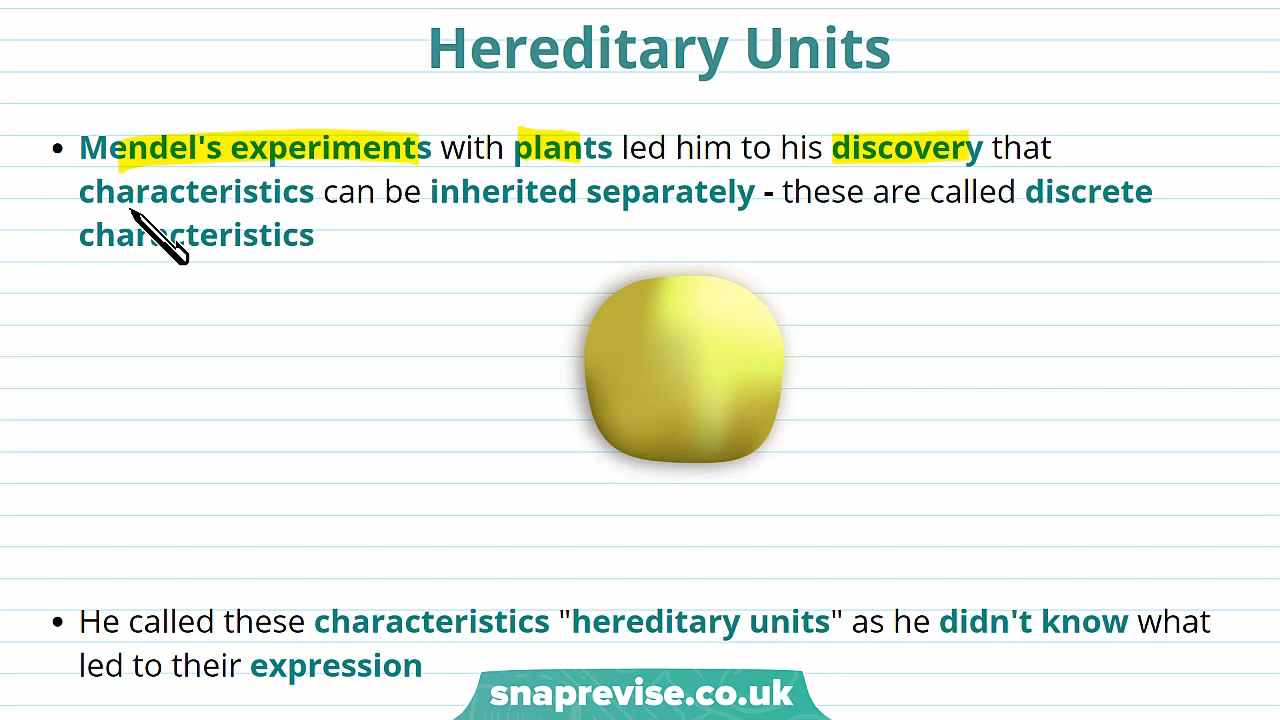 Hereditary Units
• Mendel's experiments with plants led him to his discovery that
characteristics can be inherited separately - these are called discrete
characteristics
• He called these characteristics "hereditary units" as he didn't know what
led to their expression
snaprevise.co.uk